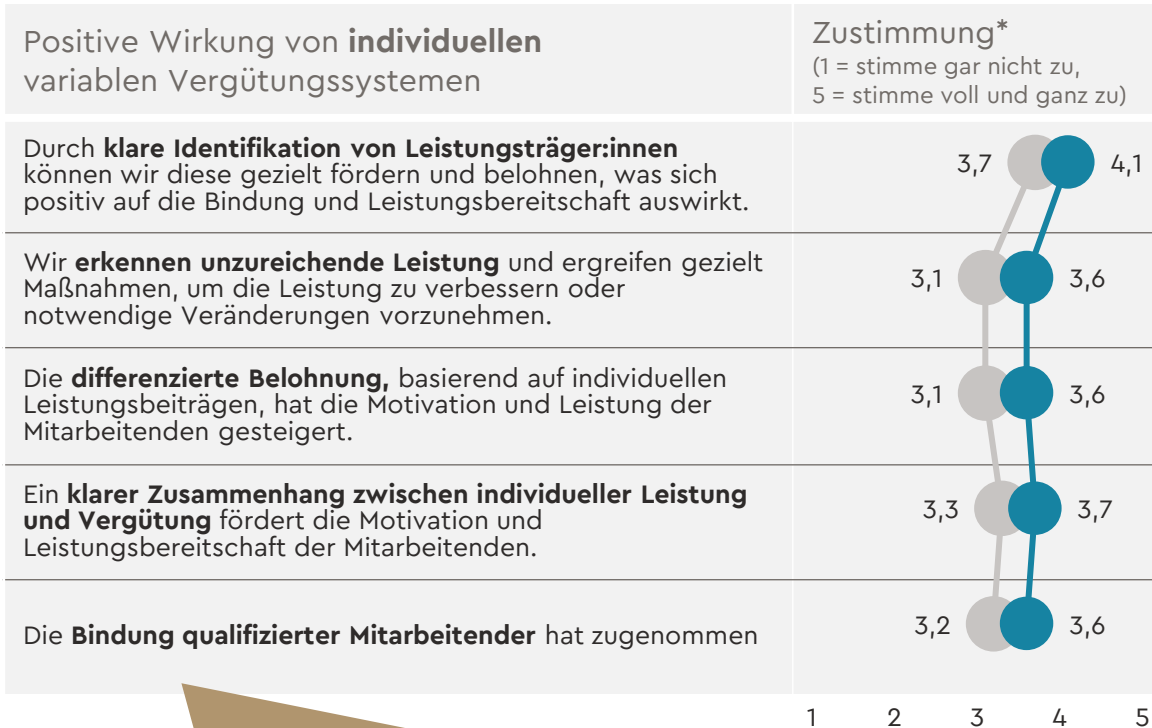 Positive Wirkung von individuellen
variablen Vergütungssystemen
Zustimmung*
(1 = stimme gar nicht zu,
5 = stimme voll und ganz zu)
Durch klare Identifikation von Leistungsträger:innen
können wir diese gezielt fördern und belohnen, was sich
positiv auf die Bindung und Leistungsbereitschaft auswirkt.
3,7 4,1
Wir erkennen unzureichende Leistung und ergreifen gezielt
Maßnahmen, um die Leistung zu verbessern oder
notwendige Veränderungen vorzunehmen.
3,1 3,6
Die differenzierte Belohnung, basierend auf individuellen
Leistungsbeiträgen, hat die Motivation und Leistung der
Mitarbeitenden gesteigert.
3,1 3,6
Ein klarer Zusammenhang zwischen individueller Leistung
und Vergütung fördert die Motivation und
Leistungsbereitschaft der Mitarbeitenden.
3,3 3,7
Die Bindung qualifizierter Mitarbeitender hat zugenommen
3,2 3,6
1 2 3 4 5